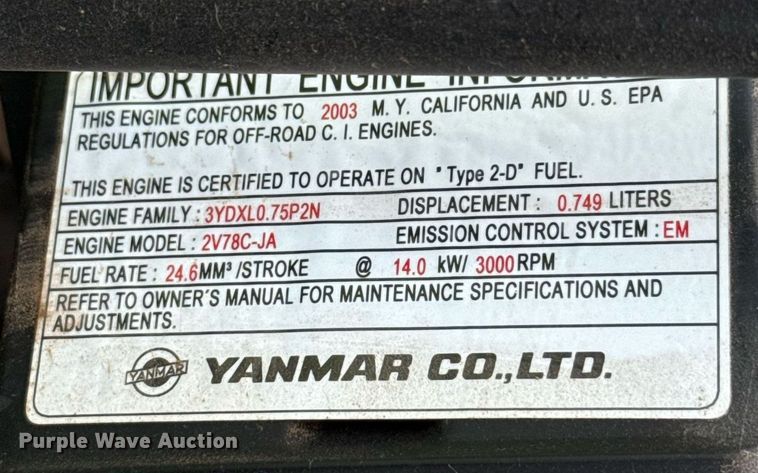 IMPORTANT ENGINE INFORMA
THIS ENGINE CONFORMS TO 2003 M. Y. CALIFORNIA AND U. S. EPA
REGULATIONS FOR OFF-ROAD C. I. ENGINES.
THIS ENGINE IS CERTIFIED TO OPERATE ON "Type 2-D" FUEL.
ENGINE FAMILY : 3YDXL0.75P2N DISPLACEMENT : 0.749 LITERS
ENGINE MODEL : 2V78C-JA EMISSION CONTROL SYSTEM : EM
FUEL RATE : 24.6MM³ /STROKE @ 14.0 kW/ 3000RPM
REFER TO OWNER'S MANUAL FOR MAINTENANCE SPECIFICATIONS AND
ADJUSTMENTS.
YANMAR YANMAR CO.,LTD.
Purple Wave Auction